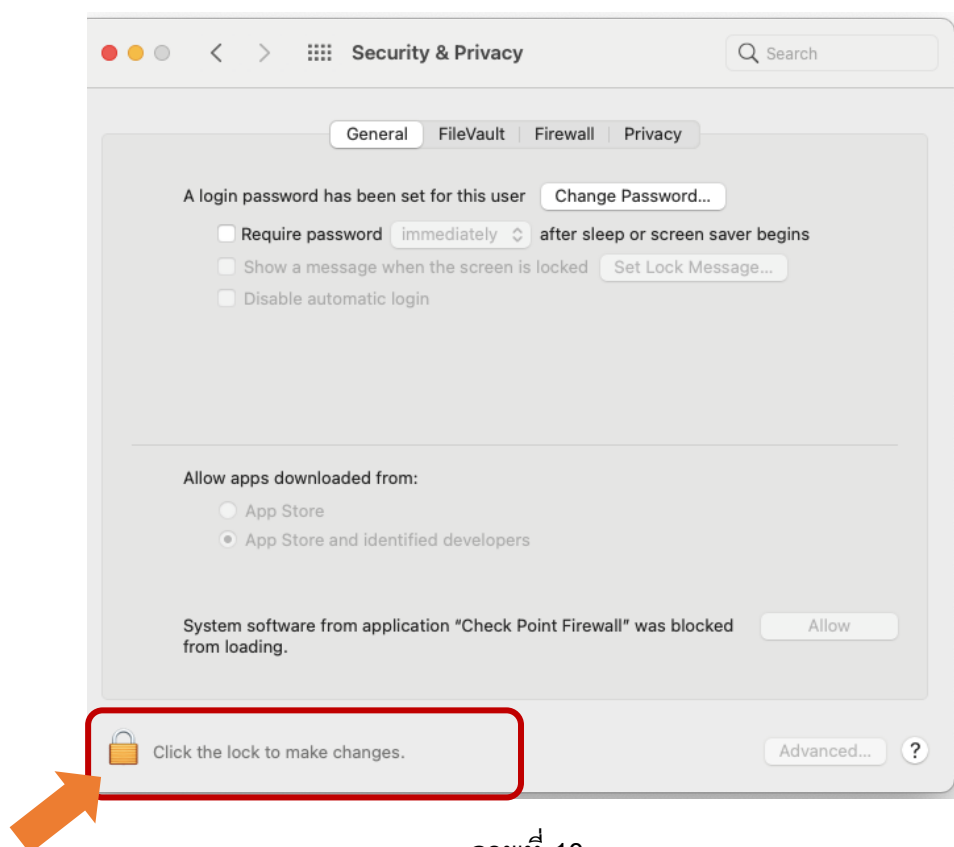 Security & Privacy
Search
General FileVault Firewall Privacy
A login password has been set for this user Change Password...
Require password immediately after sleep or screen saver begins
Show a message when the screen is locked Set Lock Message...
Disable automatic login
Allow apps downloaded from:
App Store
App Store and identified developers
System software from application “Check Point Firewall” was blocked Allow
from loading.
Click the lock to make changes. Advanced... ?